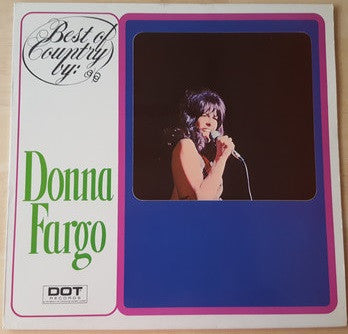 Best of
Country
by:
Donna
Fargo
DOT
RECORDS